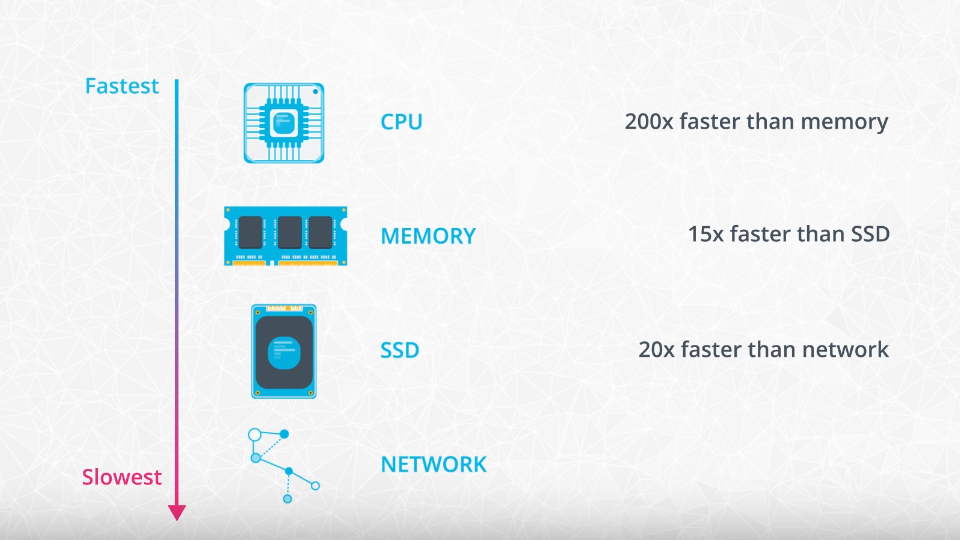 Fastest
CPU
200x faster than memory
MEMORY
15x faster than SSD
SSD
20x faster than network
NETWORK
Slowest